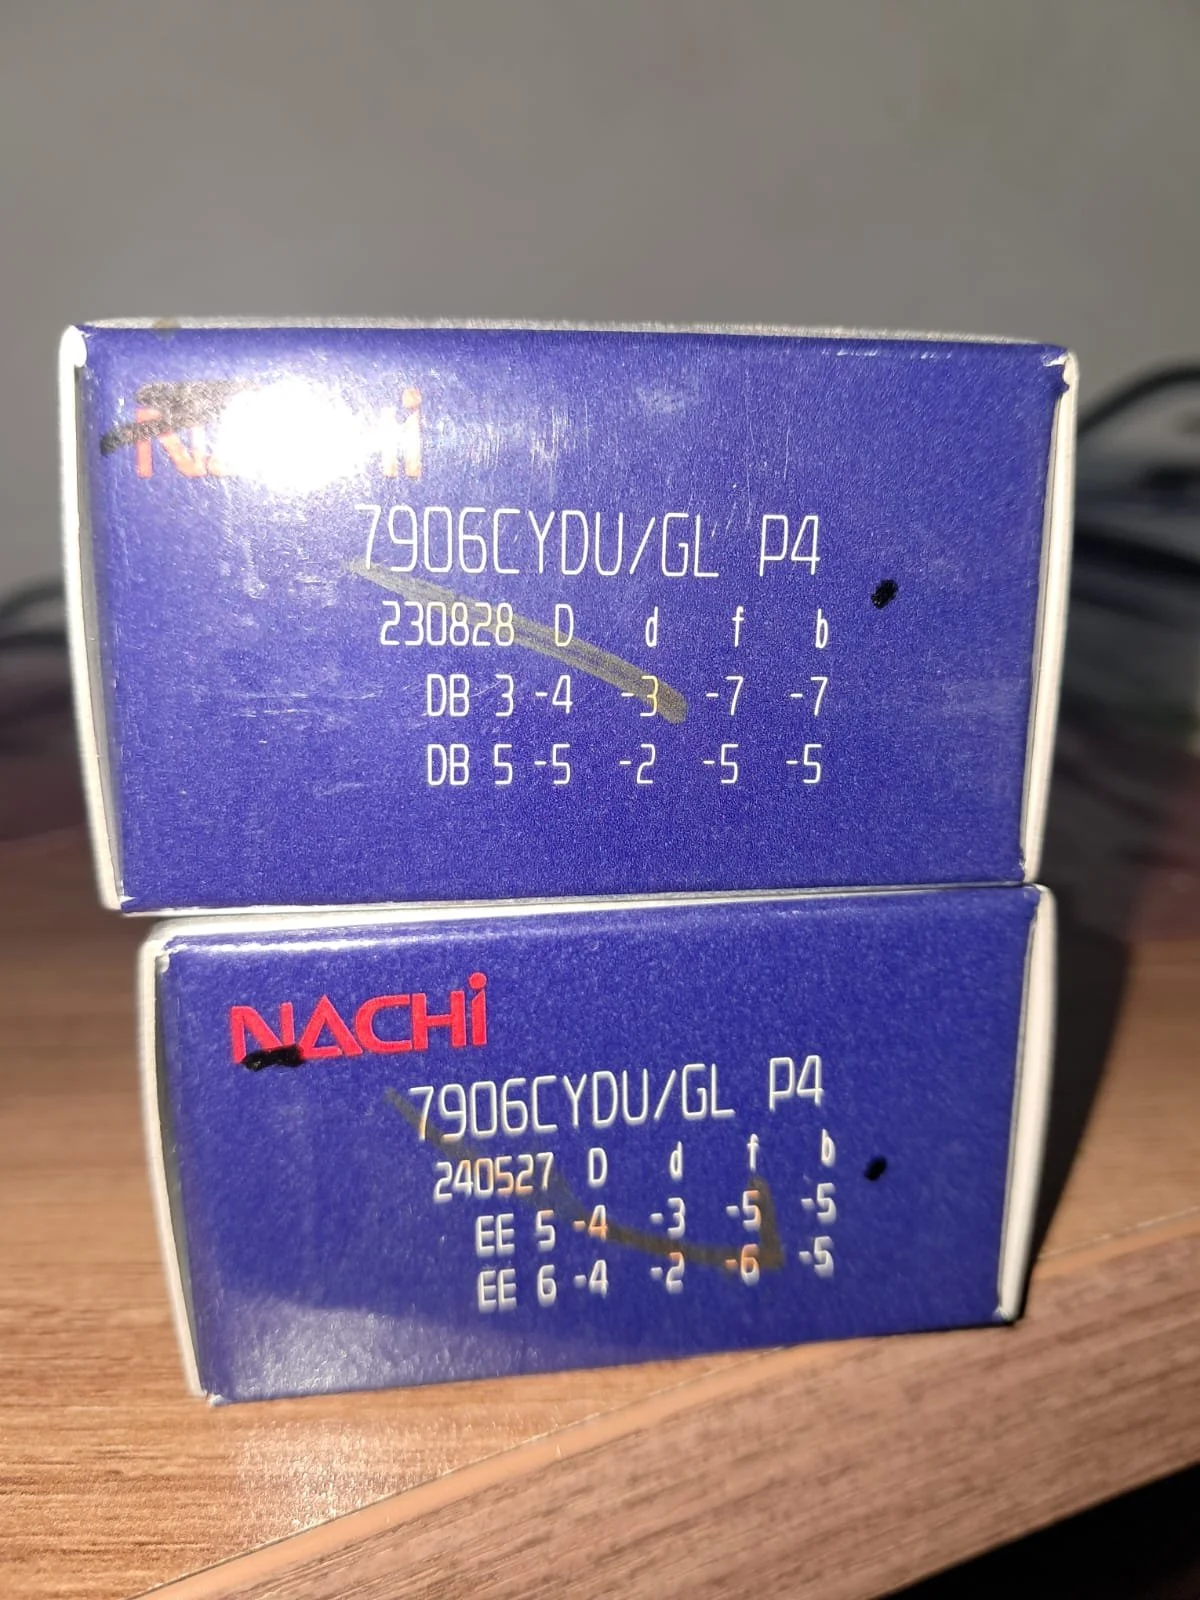 NACHi
7906CYDU/GL P4
230828 D d f b
DB 3 -4 -3 -7 -7
DB 5 -5 -2 -5 -5
NACHi
7906CYDU/GL P4
240527 D d f b
EE 5 -4 -3 -5 -5
EE 6 -4 -2 -6 -5